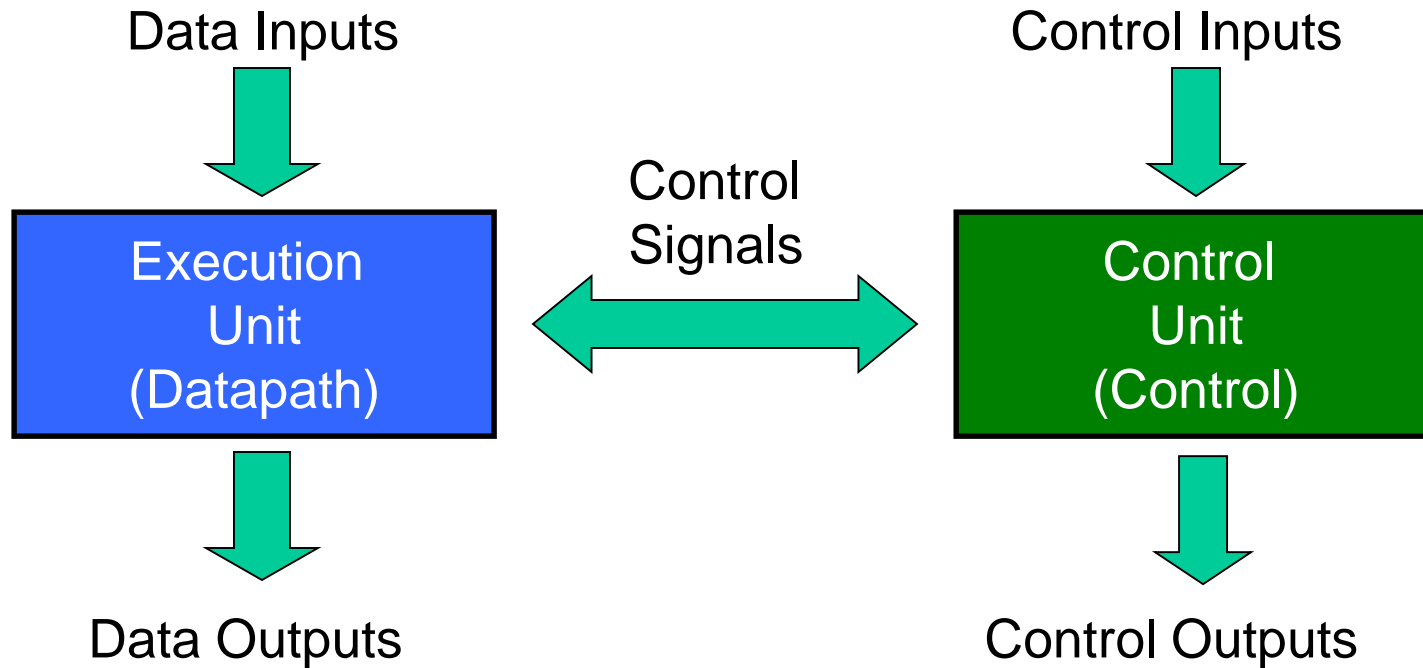 Data Inputs
Control Inputs
Control
Signals
Execution
Unit
(Datapath)
Control
Unit
(Control)
Data Outputs
Control Outputs